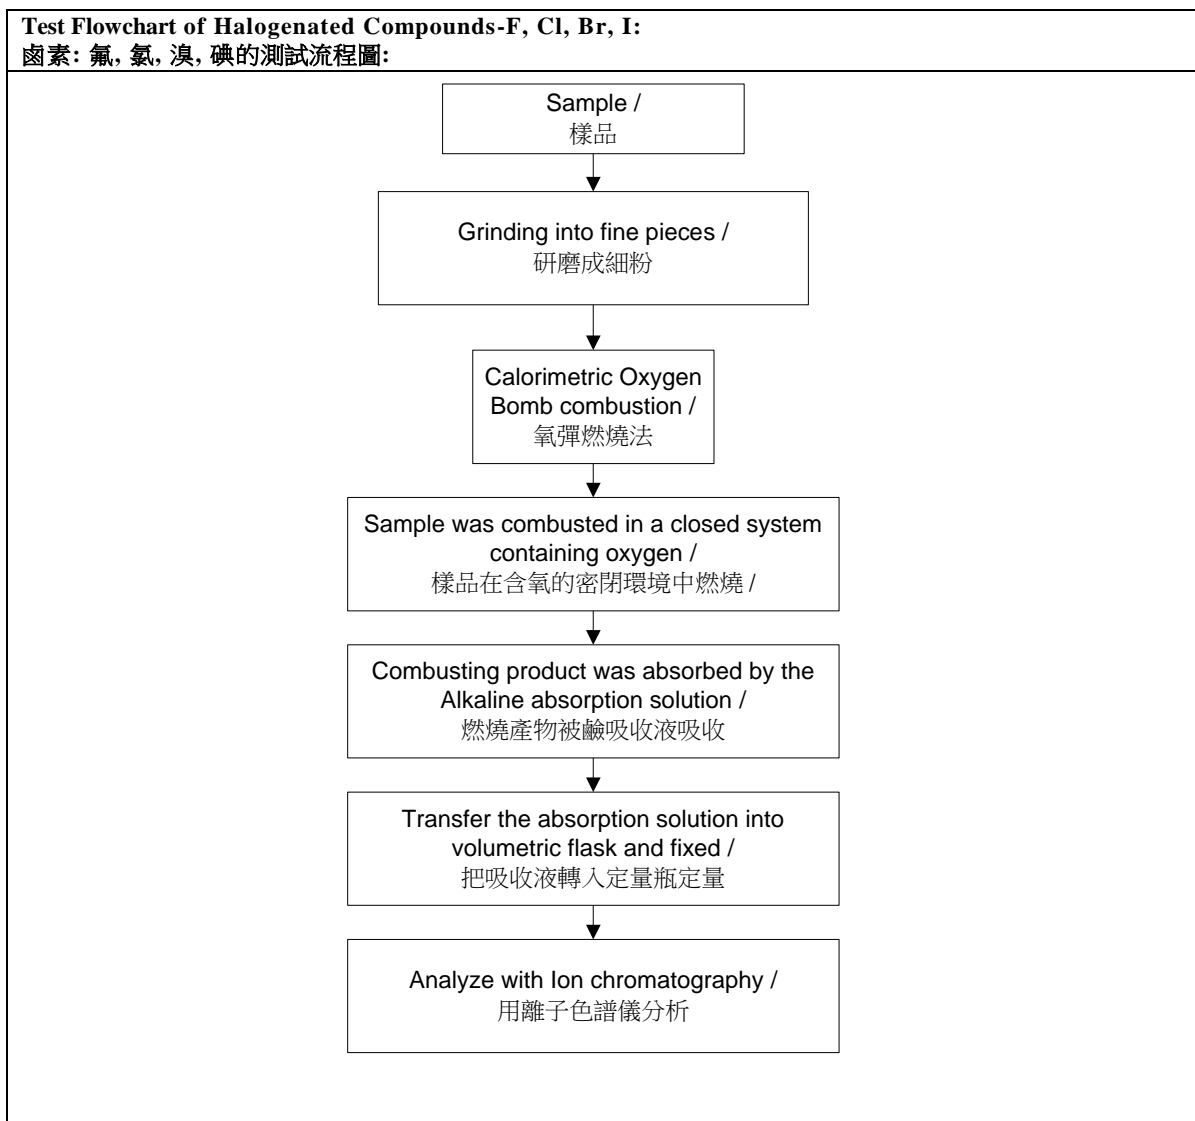 Test Flowchart of Halogenated Compounds-F, Cl, Br, I:
鹵素: 氟, 氯, 溴, 碘的測試流程圖:
Sample /
樣品
Grinding into fine pieces /
研磨成細粉
Calorimetric Oxygen
Bomb combustion /
氧彈燃燒法
Sample was combusted in a closed system
containing oxygen /
樣品在含氧的密閉環境中燃燒 /
Combusting product was absorbed by the
Alkaline absorption solution /
燃燒產物被鹼吸收液吸收
Transfer the absorption solution into
volumetric flask and fixed /
把吸收液轉入定量瓶定量
Analyze with Ion chromatography /
用離子色譜儀分析